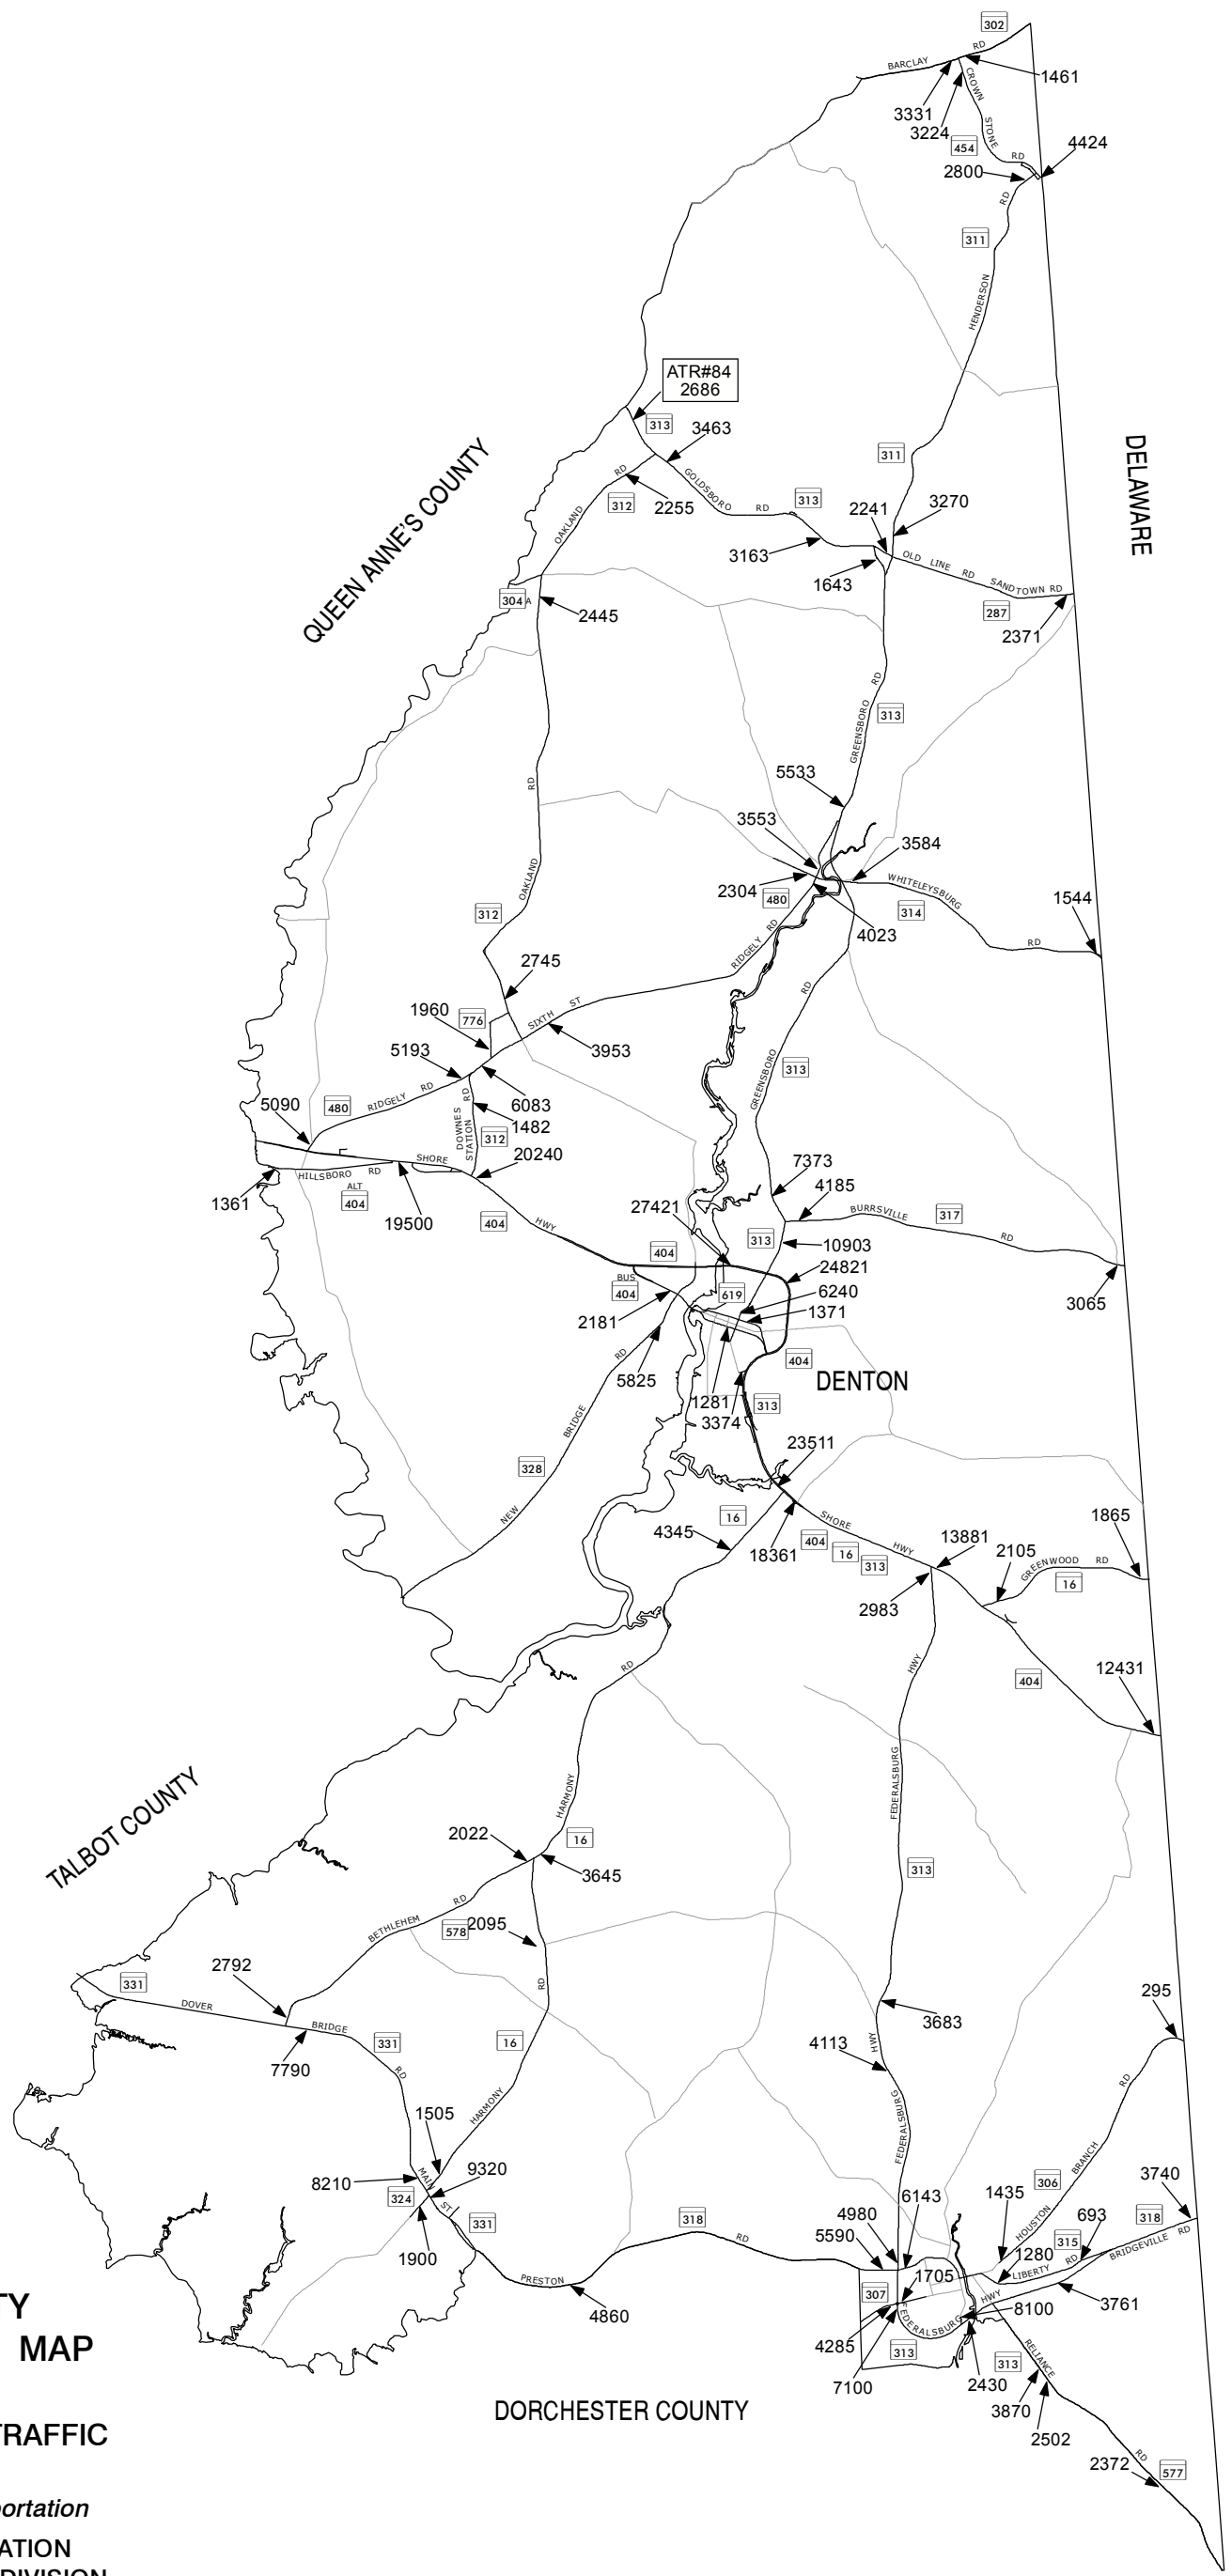 302
RD
BARCLAY
1461
CROWN
3331
3224
STONE
454
RD
4424
2800
RD
311
HENDERSON
ATR#84
2686
313
3463
DELAWARE
QUEEN ANNE'S COUNTY
311
RD
GOLDSBORO
RD
313
312
2255
OAKLAND
2241
3270
3163
1643
OLD LINE RD
SANDTOWN RD
304 A
2445
287
2371
RD
GREENSBORO
313
RD
5533
3553
3584
2304
480
WHITELEYSBURG
314
1544
OAKLAND
312
4023
RIDGELY RD
RD
2745
RD
1960
776
SIXTH ST
5193
3953
GREENSBORO
313
5090
480
RIDGELY RD
6083
RD
1482
DOWNES
STATION
312
20240
SHORE
HILLSBORO RD
1361
ALT
404
19500
404
HWY
7373
4185
27421
BURRSVILLE
317
RD
313
10903
404
24821
BUS
404
619
6240
1371
3065
2181
404
RD
5825
DENTON
1281
3374
313
BRIDGE
328
23511
NEW
16
4345
18361
SHORE
404
16
HWY
313
13881
2105
1865
GREENWOOD RD
16
2983
RD
HWY
404
12431
FEDERALSBURG
TALBOT COUNTY
HARMONY
2022
16
3645
313
BETHLEHEM
RD
578
2095
2792
331
DOVER
BRIDGE
RD
295
331
7790
RD
16
3683
4113
HWY
RD
HARMONY
FEDERALSBURG
1505
BRANCH
8210
MAIN
9320
306
3740
324
ST
331
1900
318
RD
4980
6143
1435
HOUSTON
693
318
5590
315
1280
RD
BRIDGEVILLE RD
PRESTON
1705
LIBERTY
307
HWY
4860
8100
3761
TY
4285
FEDERALSBURG
MAP
313
RELIANCE
313
7100
2430
3870
DORCHESTER COUNTY
2502
TRAFFIC
RD
2372
577
portation
ATION
DIVISION